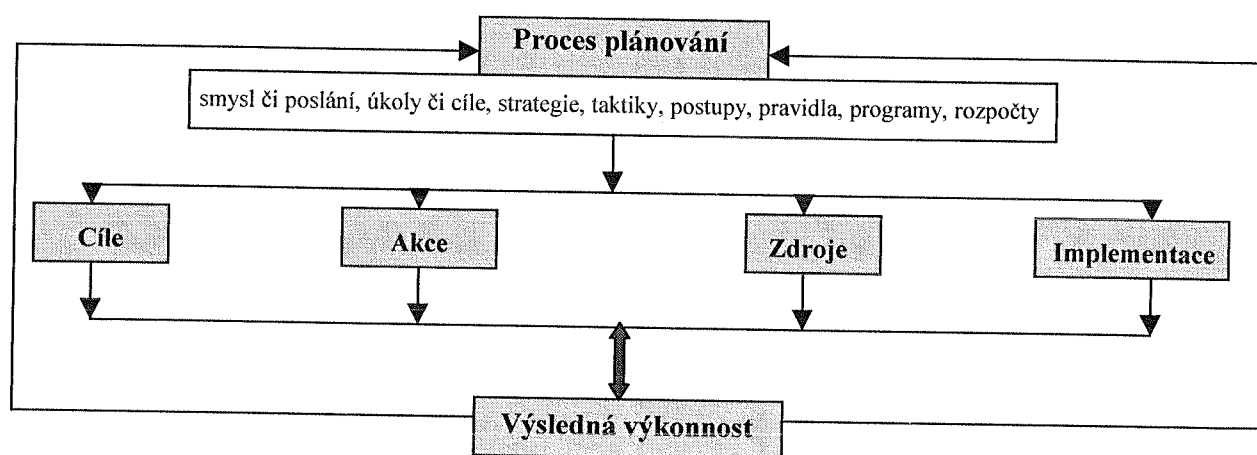 Proces plánování
smysl či poslání, úkoly či cíle, strategie, taktiky, postupy, pravidla, programy, rozpočty
Cíle
Akce
Zdroje
Implementace
Výsledná výkonnost